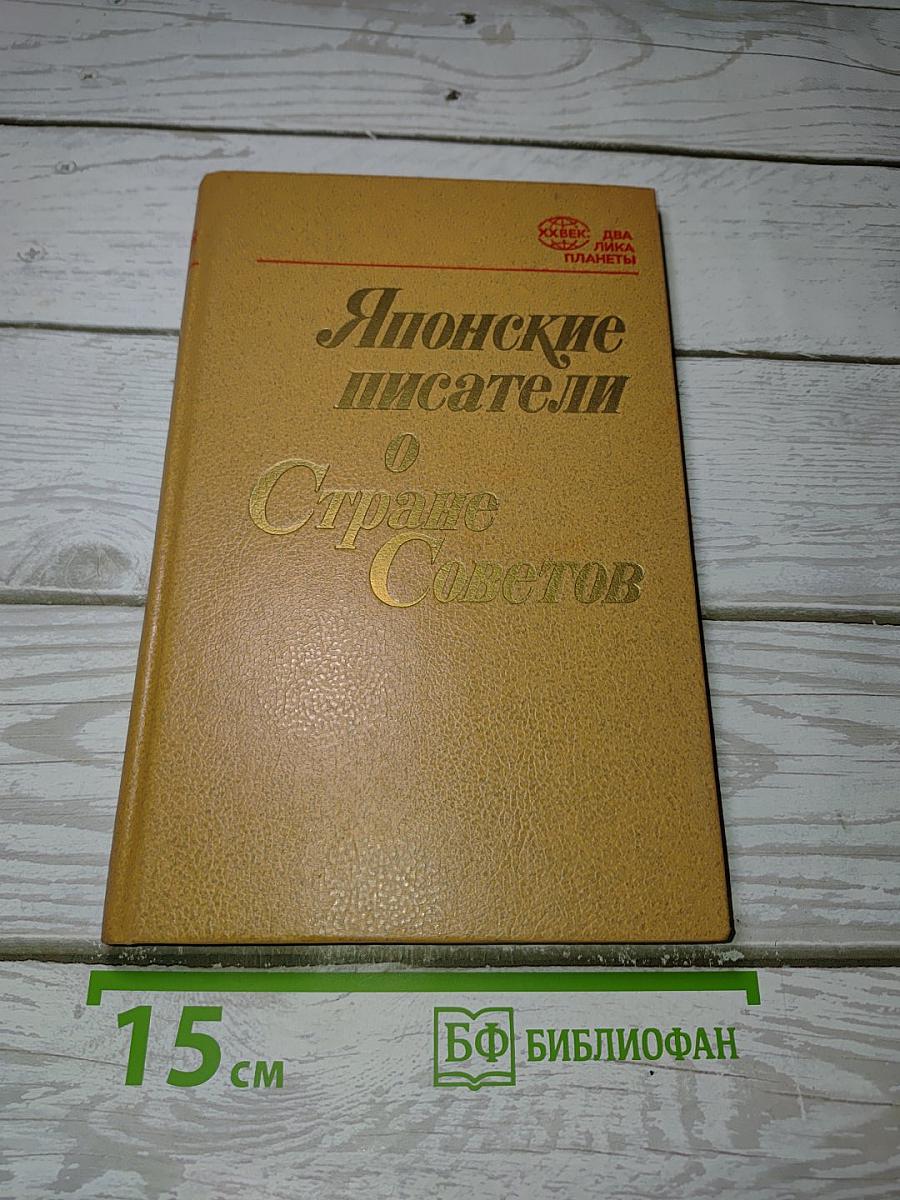 XX ВЕК: ДВА
ЛИКА
ПЛАНЕТЫ
Японские
писатели
о
Стране
Советов
15 см
БФ БИБЛИОФАН